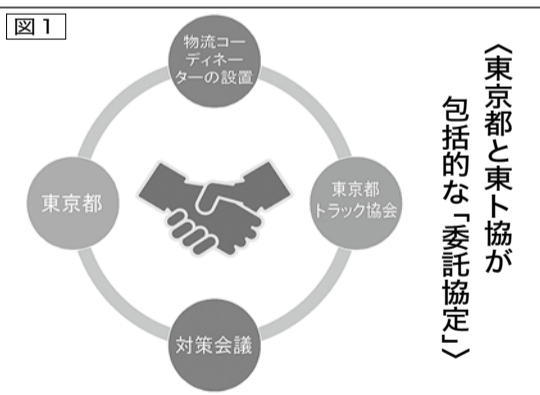 図1
〈東京都と東ト協が
包括的な「委託協定」〉
物流コー
ディネー
ターの設置
東京都
東京都
トラック協会
対策会議